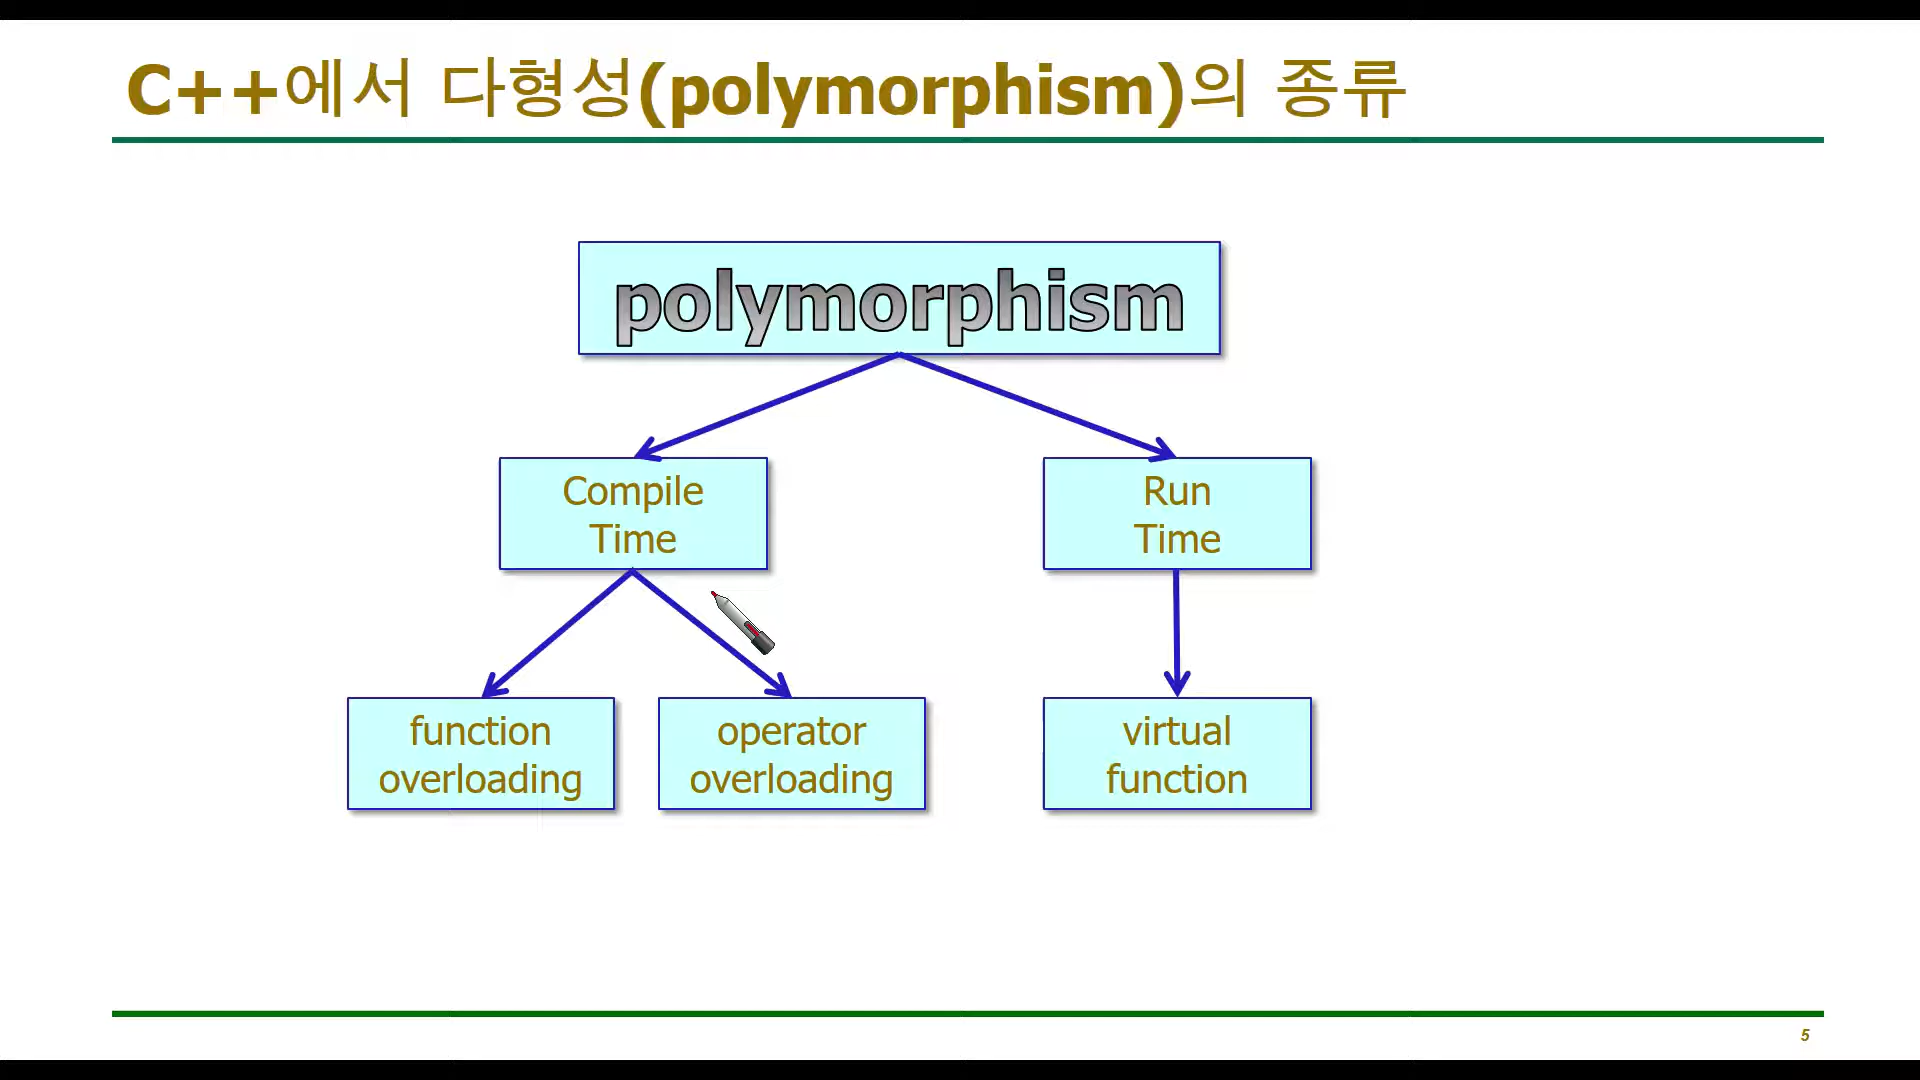 C++에서 다형성(polymorphism)의 종류
polymorphism
Compile
Time
Run
Time
function
overloading
operator
overloading
virtual
function
5